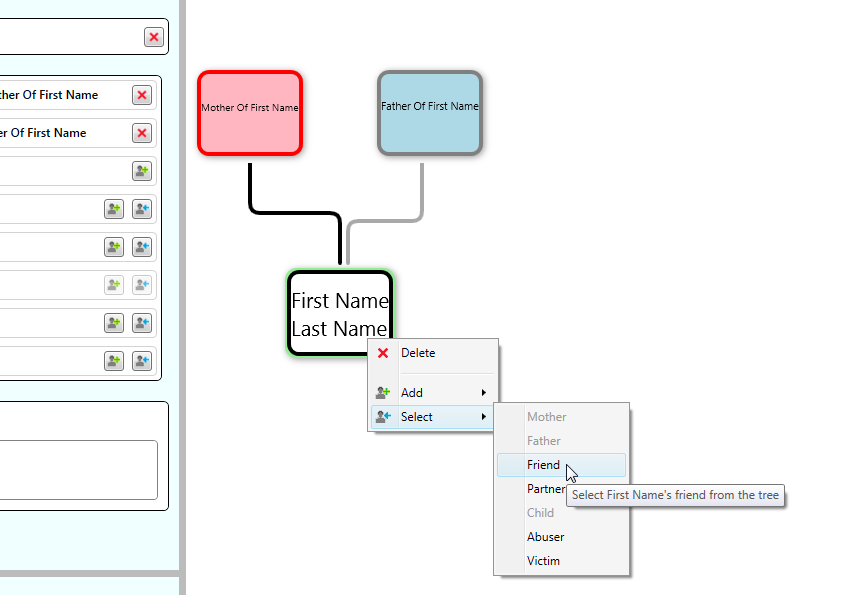 ther Of First Name
er Of First Name
Mother Of First Name
Father Of First Name
First Name
Last Name
Delete
Add
Select
Mother
Father
Friend
Partner
Select First Name's friend from the tree
Child
Abuser
Victim